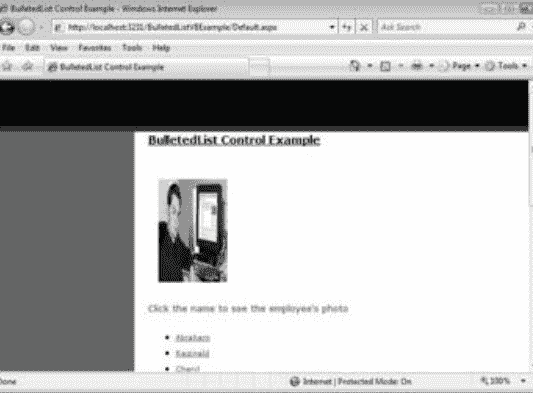 BulletedList Control Example - Windows Internet Explorer
http://localhost:3231/BulletedListVBExample/Default.aspx
Ask Search
File Edit View Favorites Tools Help
BulletedList Control Example
Page Tools
BulletedList Control Example
Click the name to see the employee's photo
Abraham
Cheryl
Done
Internet | Protected Mode: On
100%